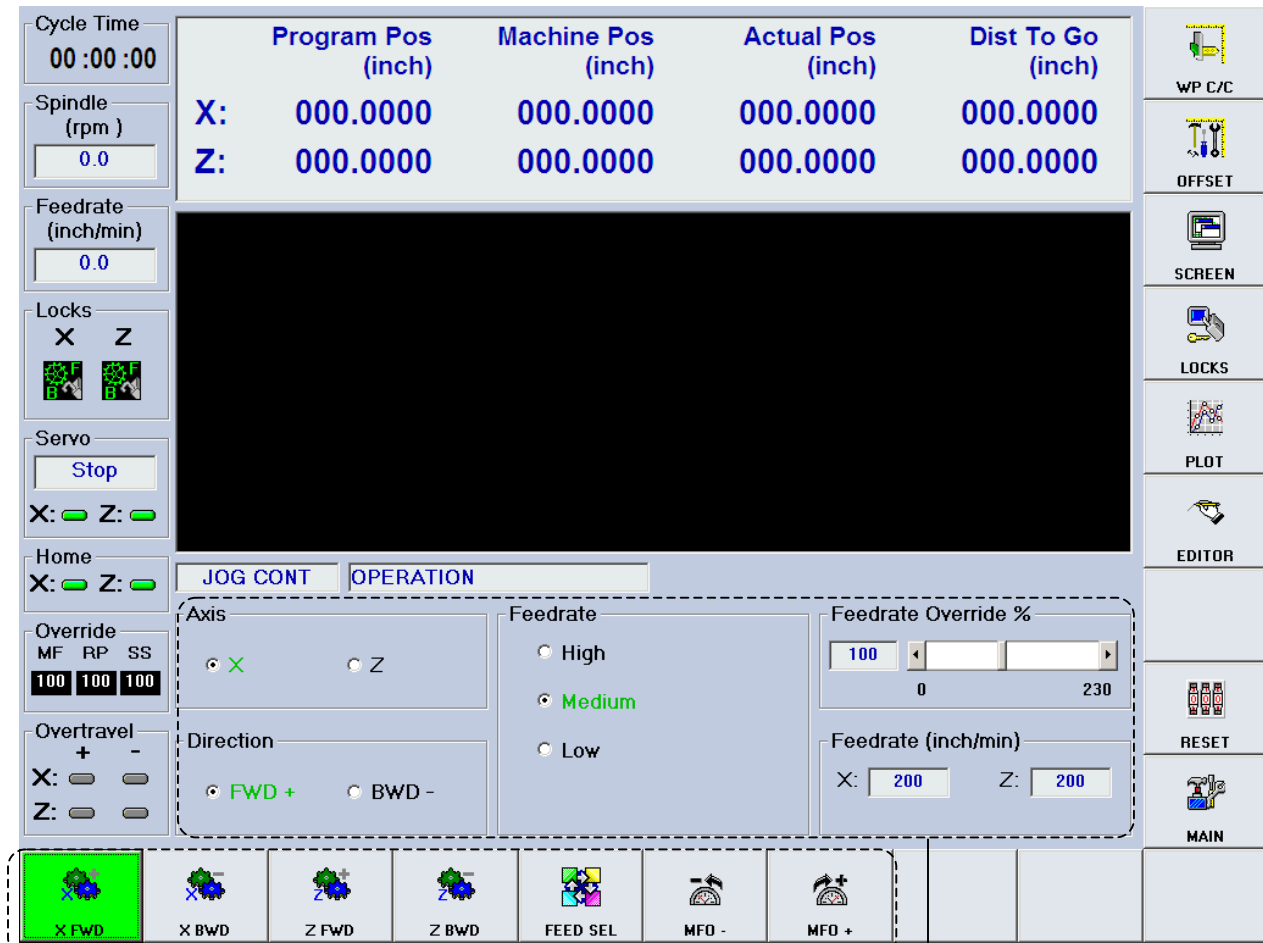 Cycle Time
00 :00 :00
Spindle
(rpm )
0.0
Feedrate
(inch/min)
0.0
Locks
X Z
F F
B B
Servo
Stop
X: Z:
Home
X: Z:
Override
MF RP SS
100 100 100
Overtravel
+ -
X:
Z:
Program Pos Machine Pos Actual Pos Dist To Go
(inch) (inch) (inch) (inch)
X: 000.0000 000.0000 000.0000 000.0000
Z: 000.0000 000.0000 000.0000 000.0000
JOG CONT OPERATION
Axis
X Z
Direction
FWD + BWD -
Feedrate
High
Medium
Low
Feedrate Override %
100
0 230
Feedrate (inch/min)
X: 200 Z: 200
WP C/C
OFFSET
SCREEN
LOCKS
PLOT
EDITOR
RESET
MAIN
X X Z Z
X FWD X BWD Z FWD Z BWD FEED SEL MFO - MFO +